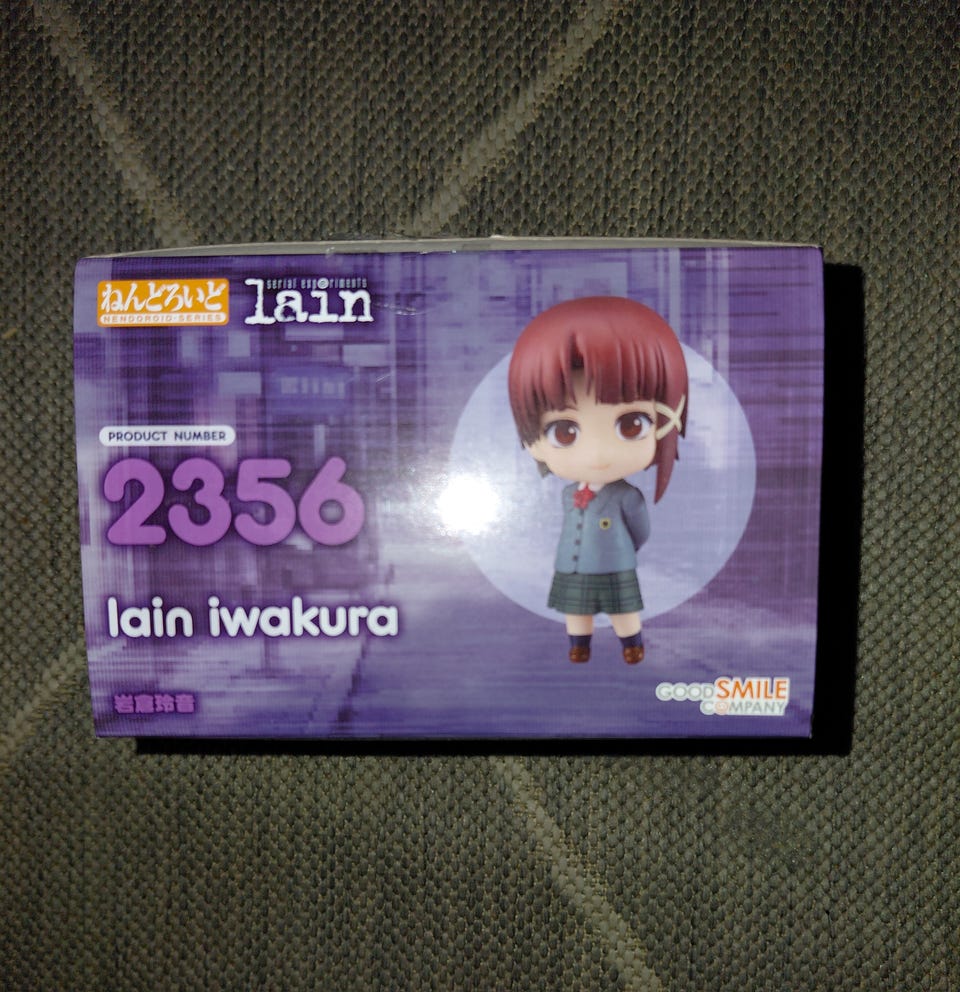 ねんどろいど
NENDOROID·SERIES
serial experiments
lain
PRODUCT NUMBER
2356
lain iwakura
岩倉玲音
GOOD SMILE
COMPANY